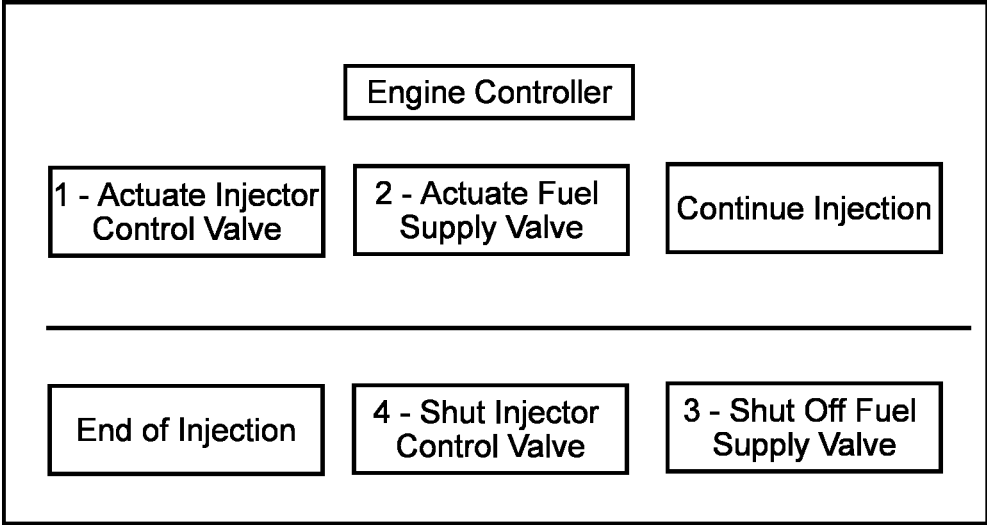 Engine Controller
1 - Actuate Injector
Control Valve
2 - Actuate Fuel
Supply Valve
Continue Injection
End of Injection
4 - Shut Injector
Control Valve
3 - Shut Off Fuel
Supply Valve